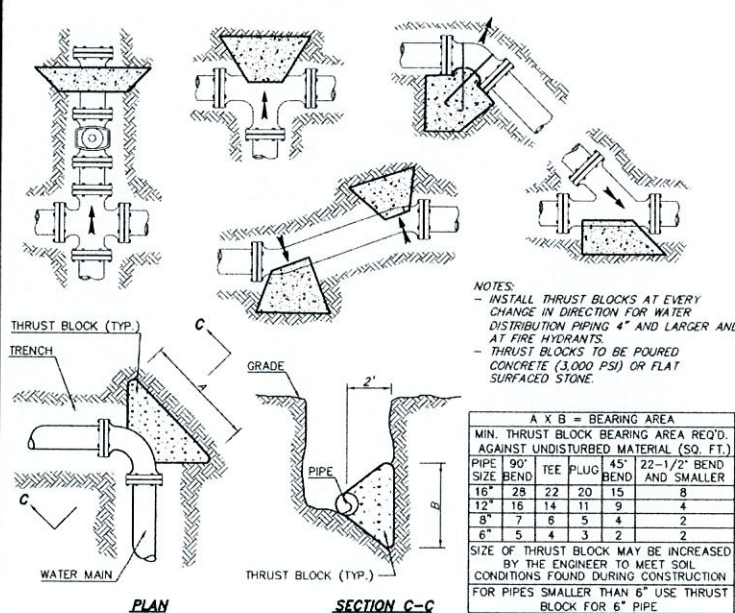 NOTES:
- INSTALL THRUST BLOCKS AT EVERY
CHANGE IN DIRECTION FOR WATER
DISTRIBUTION PIPING 4" AND LARGER AND
AT FIRE HYDRANTS.
- THRUST BLOCKS TO BE POURED
CONCRETE (3,000 PSI) OR FLAT
SURFACED STONE.
THRUST BLOCK (TYP.)
TRENCH
C
A
C
WATER MAIN
PLAN
GRADE
2'
PIPE
B
THRUST BLOCK (TYP.)
SECTION C-C
A X B = BEARING AREA
MIN. THRUST BLOCK BEARING AREA REQ'D.
AGAINST UNDISTURBED MATERIAL (SQ. FT.)
PIPE SIZE 90° BEND TEE PLUG 45° BEND 22-1/2° BEND AND SMALLER
16" 28 22 20 15 8
12" 16 14 11 9 4
8" 7 6 5 4 2
6" 5 4 3 2 2
SIZE OF THRUST BLOCK MAY BE INCREASED
BY THE ENGINEER TO MEET SOIL
CONDITIONS FOUND DURING CONSTRUCTION
FOR PIPES SMALLER THAN 6" USE THRUST
BLOCK FOR 6" PIPE